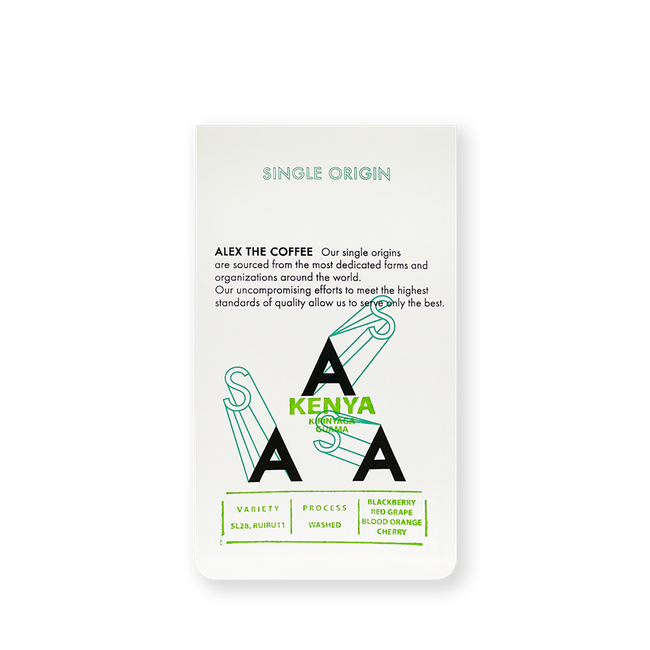 SINGLE ORIGIN
ALEX THE COFFEE Our single origins
are sourced from the most dedicated farms and
organizations around the world.
Our uncompromising efforts to meet the highest
standards of quality allow us to serve only the best.
S
A
KENYA
KIRINYAGA
GUAMA
S
S
A
A
VARIETY
SL28, RUIRU11
PROCESS
WASHED
BLACKBERRY
RED GRAPE
BLOOD ORANGE
CHERRY